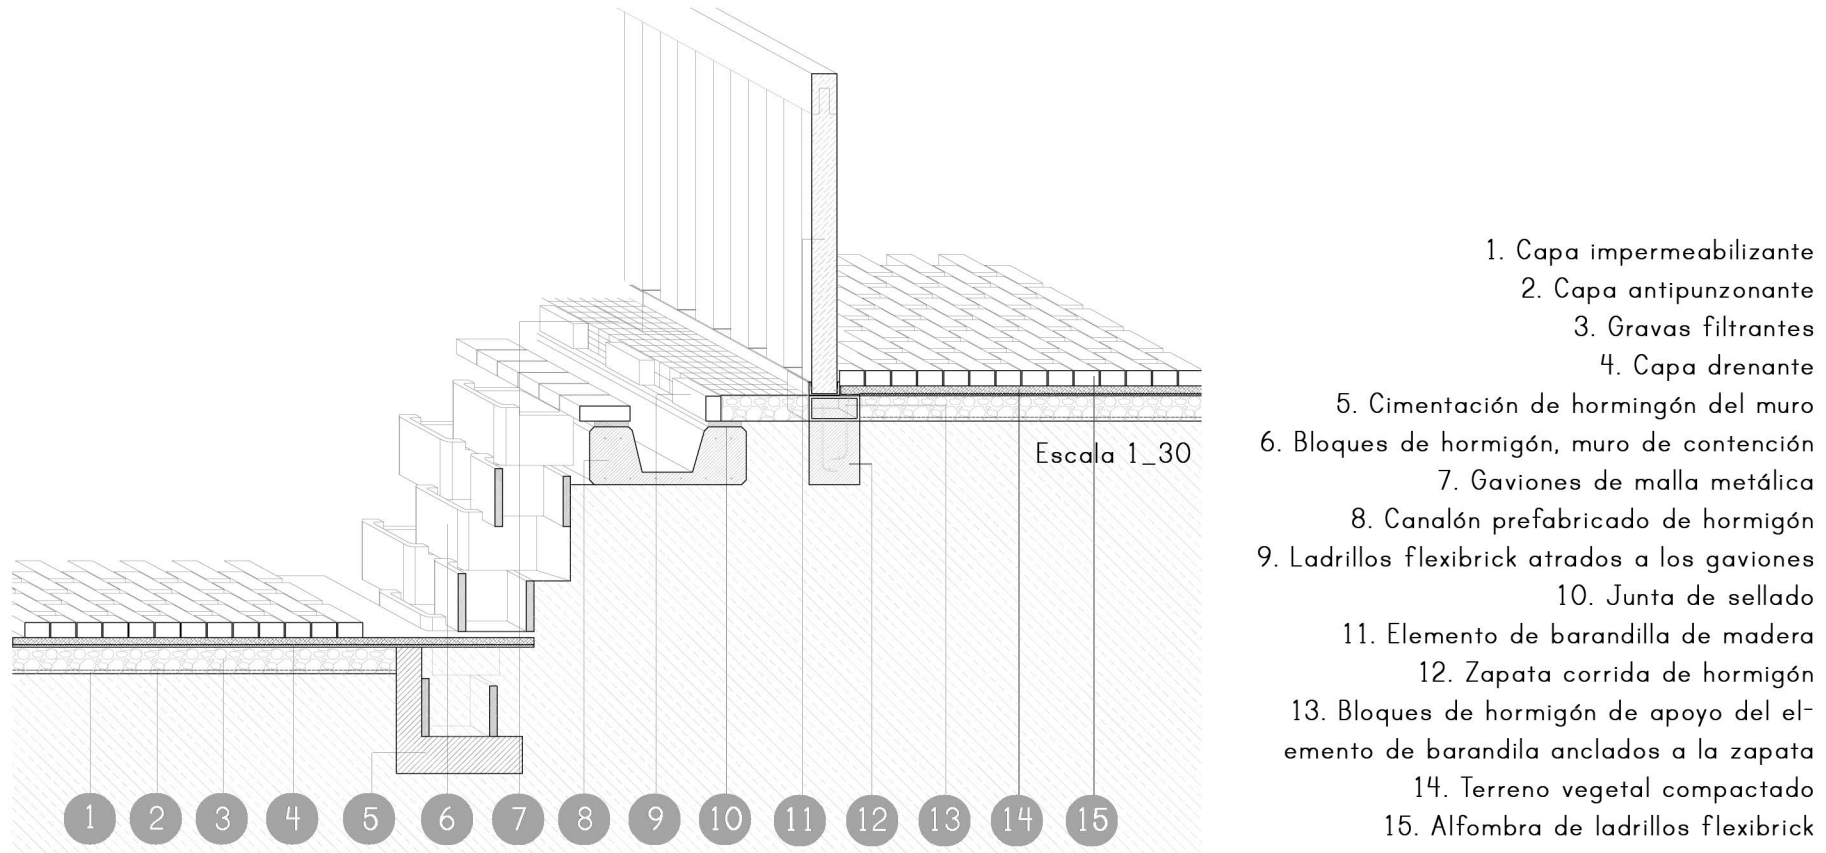 1. Capa impermeabilizante
2. Capa antipunzonante
3. Gravas filtrantes
4. Capa drenante
5. Cimentación de hormingón del muro
Escala 1_30
6. Bloques de hormigón, muro de contención
7. Gaviones de malla metálica
8. Canalón prefabricado de hormigón
9. Ladrillos flexibrick atrados a los gaviones
10. Junta de sellado
11. Elemento de barandilla de madera
12. Zapata corrida de hormigón
13. Bloques de hormigón de apoyo del el-
emento de barandila anclados a la zapata
14. Terreno vegetal compactado
15. Alfombra de ladrillos flexibrick
1 2 3 4 5 6 7 8 9 10 11 12 13 14 15